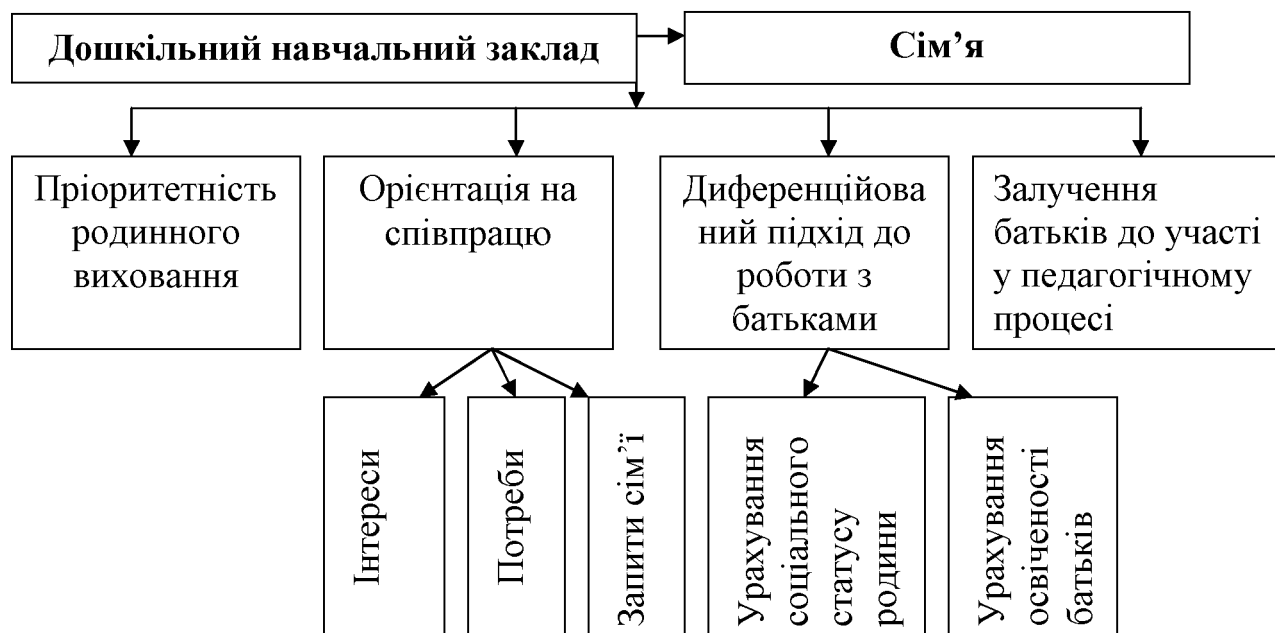 Дошкільний навчальний заклад
Сім’я
Пріоритетність
родинного
виховання
Орієнтація на
співпрацю
Диференційова
ний підхід до
роботи з
батьками
Залучення
батьків до участі
у педагогічному
процесі
Інтереси
Потреби
Запити сім’ї
Урахування
соціального
статусу
родини
Урахування
освіченості
батьків